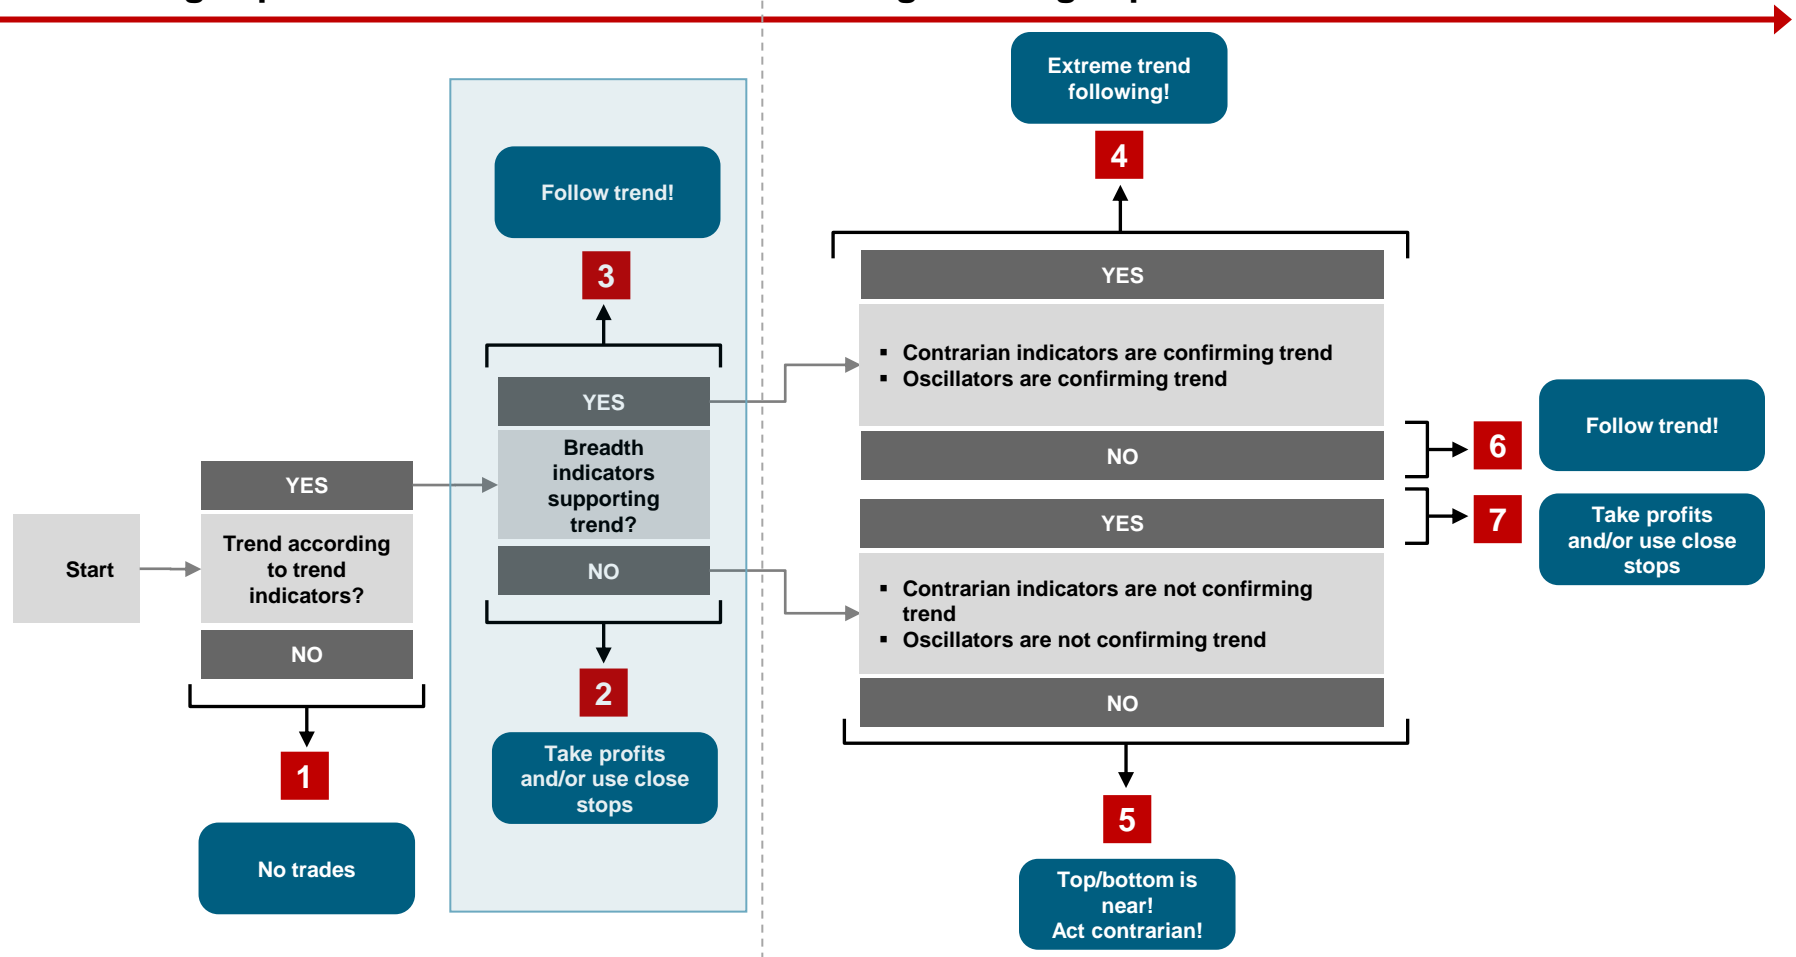 Extreme trend
following!
4
Follow trend!
3
YES
▪ Contrarian indicators are confirming trend
▪ Oscillators are confirming trend
NO
6
Follow trend!
YES
Breadth
indicators
supporting
trend?
NO
YES
Trend according
to trend
indicators?
NO
Start
YES
7
Take profits
and/or use close
stops
▪ Contrarian indicators are not confirming
trend
▪ Oscillators are not confirming trend
NO
2
Take profits
and/or use close
stops
1
No trades
5
Top/bottom is
near!
Act contrarian!